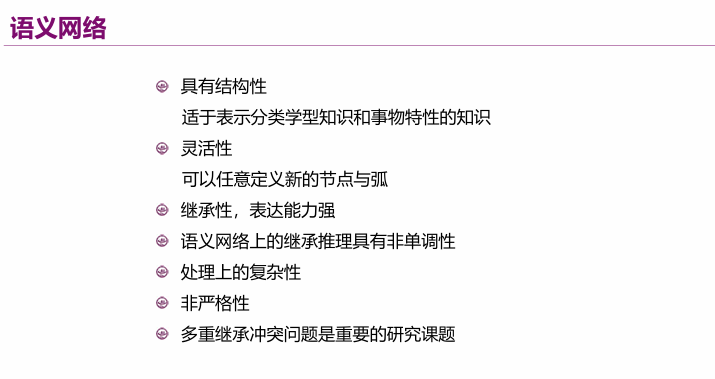 语义网络
具有结构性
适于表示分类学型知识和事物特性的知识
灵活性
可以任意定义新的节点与弧
继承性，表达能力强
语义网络上的继承推理具有非单调性
处理上的复杂性
非严格性
多重继承冲突问题是重要的研究课题